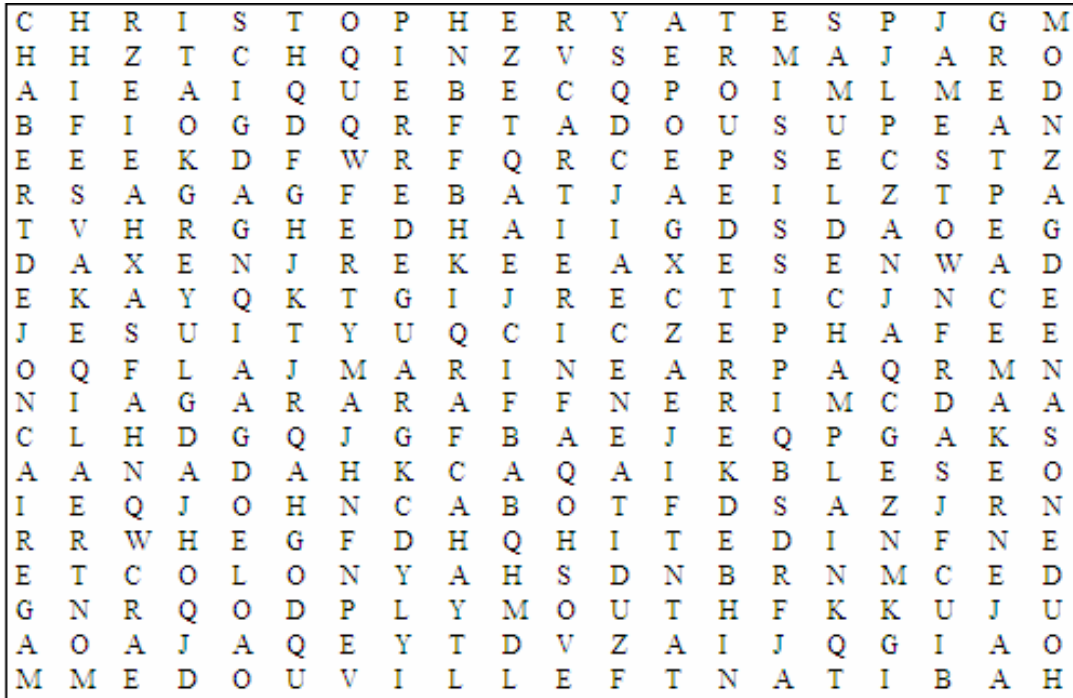 C H R I S T O P H E R Y A T E S P J G M
H H Z T C H Q I N Z V S E R M A J A R O
A I E A I Q U E B E C Q P O I M L M E D
B F I O G D Q R F T A D O U S U P E A N
E E E K D F W R F Q R C E P S E C S T Z
R S A G A G F E B A T J A E I L Z T P A
T V H R G H E D H A I I G D S D A O E G
D A X E N J R E K E E A X E S E N W A D
E K A Y Q K T G I J R E C T I C J N C E
J E S U I T Y U Q C I C Z E P H A F E E
O Q F L A J M A R I N E A R P A Q R M N
N I A G A R A R A F F N E R I M C D A A
C L H D G Q J G F B A E J E Q P G A K S
A A N A D A H K C A Q A I K B L E S E O
I E Q J O H N C A B O T F D S A Z J R N
R R W H E G F D H Q H I T E D I N F N E
E T C O L O N Y A H S D N B R N M C E D
G N R Q O D P L Y M O U T H F K K U J U
A O A J A Q E Y T D V Z A I J Q G I A O
M M E D O U V I L L E F T N A T I B A H